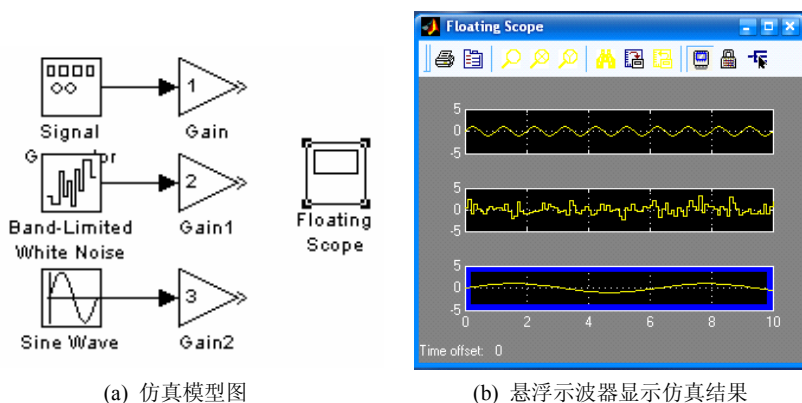 1
Signal
Gain
2
Band-Limited
White Noise
Gain1
Floating
Scope
3
Sine Wave
Gain2
(a) 仿真模型图
Floating Scope
5
0
-5
5
0
-5
5
0
-5
0 2 4 6 8 10
Time offset: 0
(b) 悬浮示波器显示仿真结果